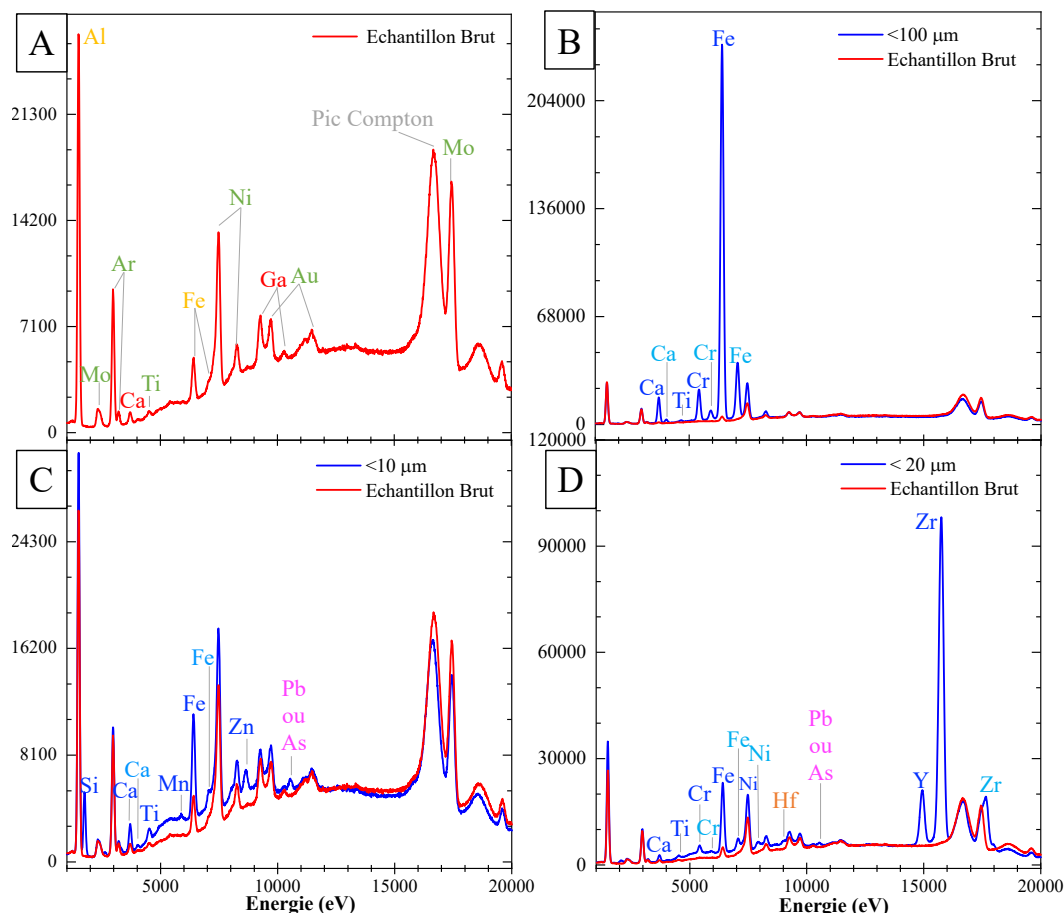 A
Echantillon Brut
Al
21300
Pic Compton
Mo
14200
Ni
Ar
Ga
Au
7100
Fe
Mo
Ca
Ti
0
B
<100 μm
Echantillon Brut
Fe
204000
136000
68000
Ca
Cr
Fe
Ca
Ti
Cr
0
C
<10 μm
Echantillon Brut
24300
16200
Fe
Fe
Pb
ou
As
Zn
8100
Si
Ca
Ca
Ti
Mn
0
5000
10000
15000
20000
Energie (eV)
120000
D
< 20 μm
Echantillon Brut
Zr
90000
60000
Pb
ou
As
30000
Fe
Ni
Fe
Ni
Y
Zr
Cr
Hf
Ca
Ti
Cr
0
5000
10000
15000
20000
Energie (eV)